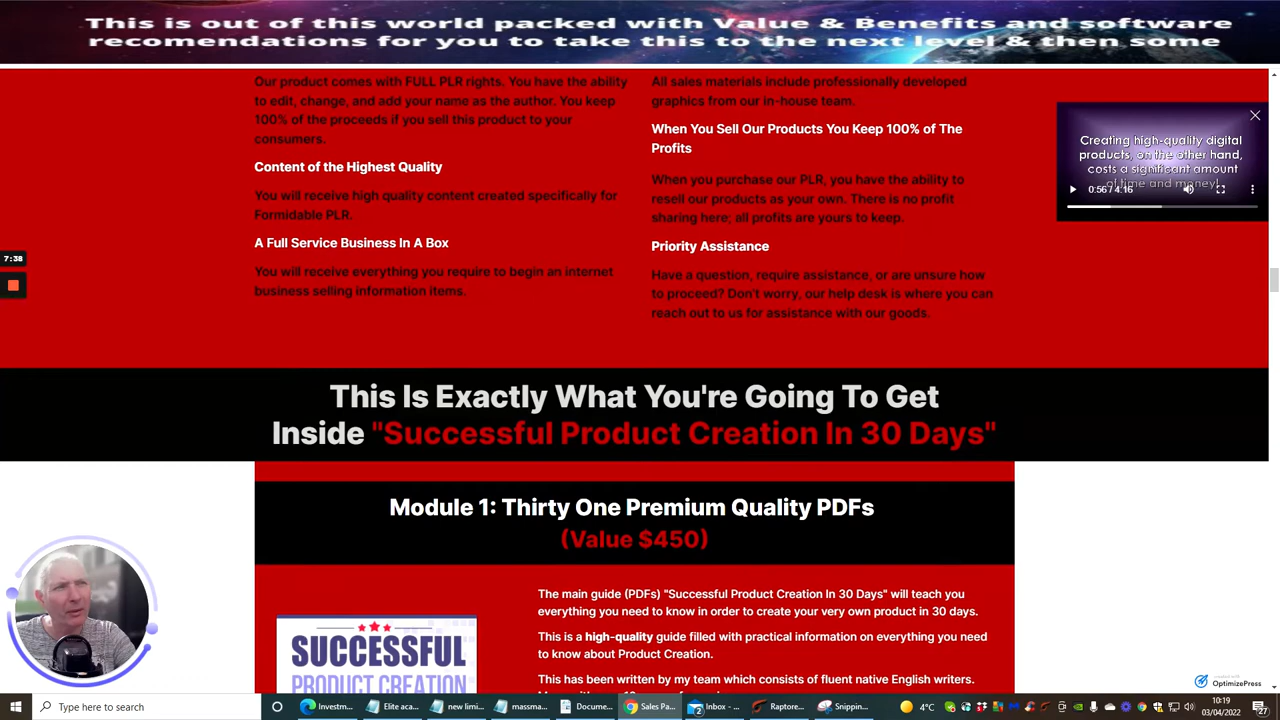 This is out of this world packed with Value & Benefits and software
recomendations for you to take this to the next level & then some
Our product comes with FULL PLR rights. You have the ability
to edit, change, and add your name as the author. You keep
100% of the proceeds if you sell this product to your
consumers.
Content of the Highest Quality
You will receive high quality content created specifically for
Formidable PLR.
A Full Service Business In A Box
You will receive everything you require to begin an internet
business selling information items.
All sales materials include professionally developed
graphics from our in-house team.
When You Sell Our Products You Keep 100% of The
Profits
When you purchase our PLR, you have the ability to
resell our products as your own. There is no profit
sharing here; all profits are yours to keep.
Priority Assistance
Have a question, require assistance, or are unsure how
to proceed? Don't worry, our help desk is where you can
reach out to us for assistance with our goods.
Creating high-quality digital
products, on the other hand,
costs a significant amount
of time and money!
0:56 / 4:16
7:38
This Is Exactly What You're Going To Get
Inside "Successful Product Creation In 30 Days"
Module 1: Thirty One Premium Quality PDFs
(Value $450)
The main guide (PDFs) "Successful Product Creation In 30 Days" will teach you
everything you need to know in order to create your very own product in 30 days.
This is a high-quality guide filled with practical information on everything you need
to know about Product Creation.
This has been written by my team which consists of fluent native English writers.
SUCCESSFUL
PRODUCT CREATION
OptimizePress
Type here to search
Investm...
Elite acad...
new limi...
massma...
Docume...
Sales Pa...
2
Inbox - ...
Raptore...
Snippin...
4°C
10:19
03/04/2022
27